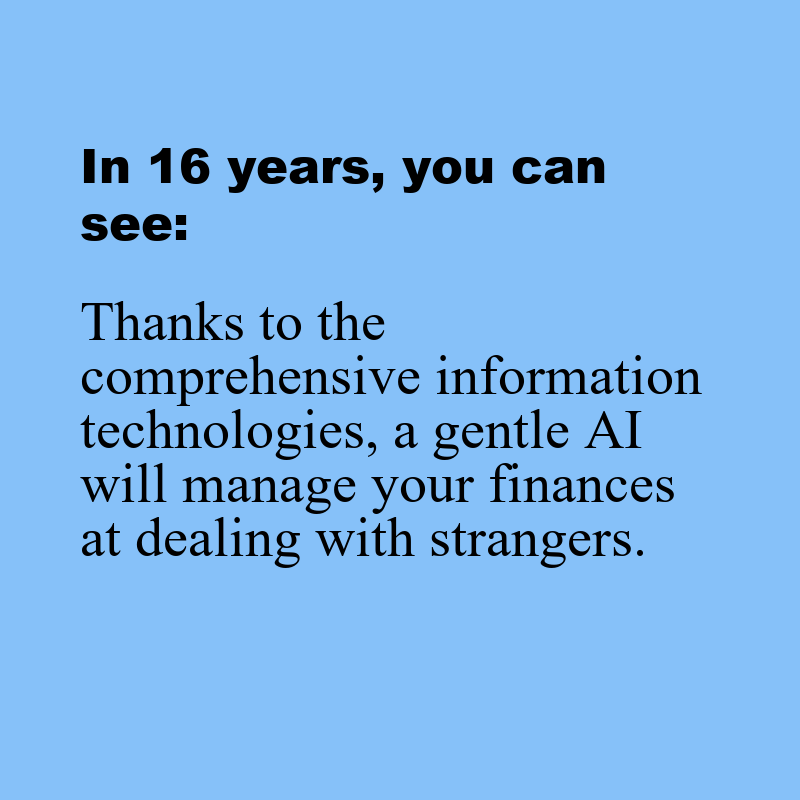 In 16 years, you can
see:
Thanks to the
comprehensive information
technologies, a gentle AI
will manage your finances
at dealing with strangers.